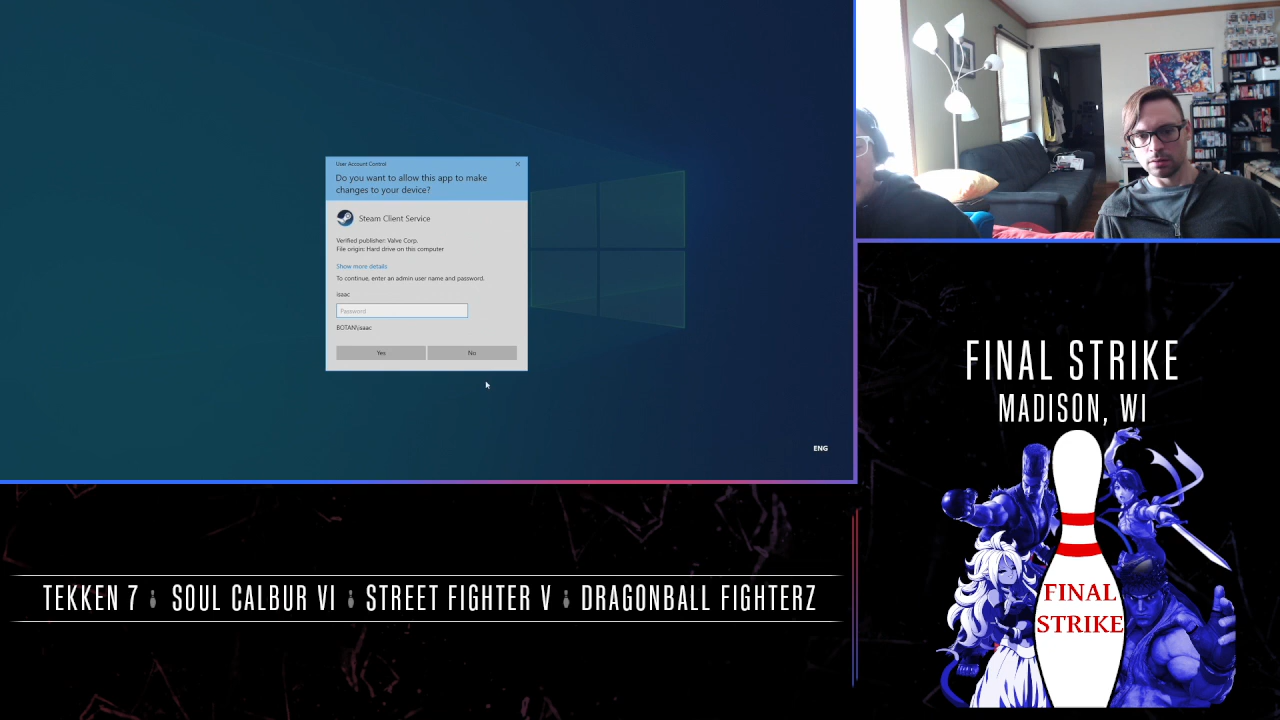 User Account Control
Do you want to allow this app to make
changes to your device?
Steam Client Service
Verified publisher: Valve Corp.
File origin: Hard drive on this computer
Show more details
To continue, enter an admin user name and password.
isaac
Password
BOTAN\isaac
Yes
No
ENG
FINAL STRIKE
MADISON, WI
FINAL
STRIKE
TEKKEN 7 SOUL CALBUR VI STREET FIGHTER V DRAGONBALL FIGHTERZ